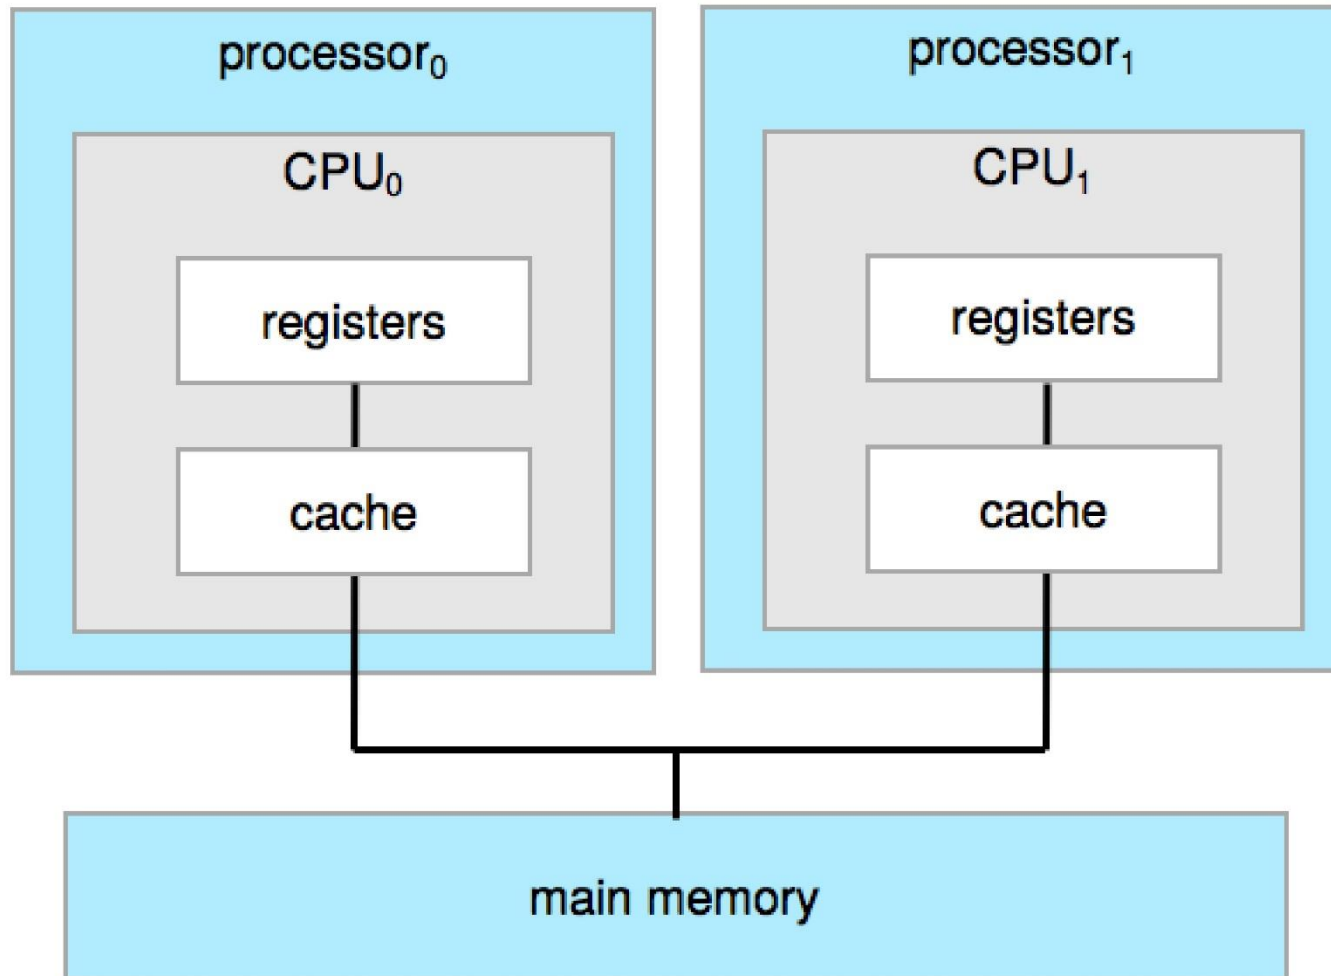 processor₀
CPU₀
registers
cache
processor₁
CPU₁
registers
cache
main memory